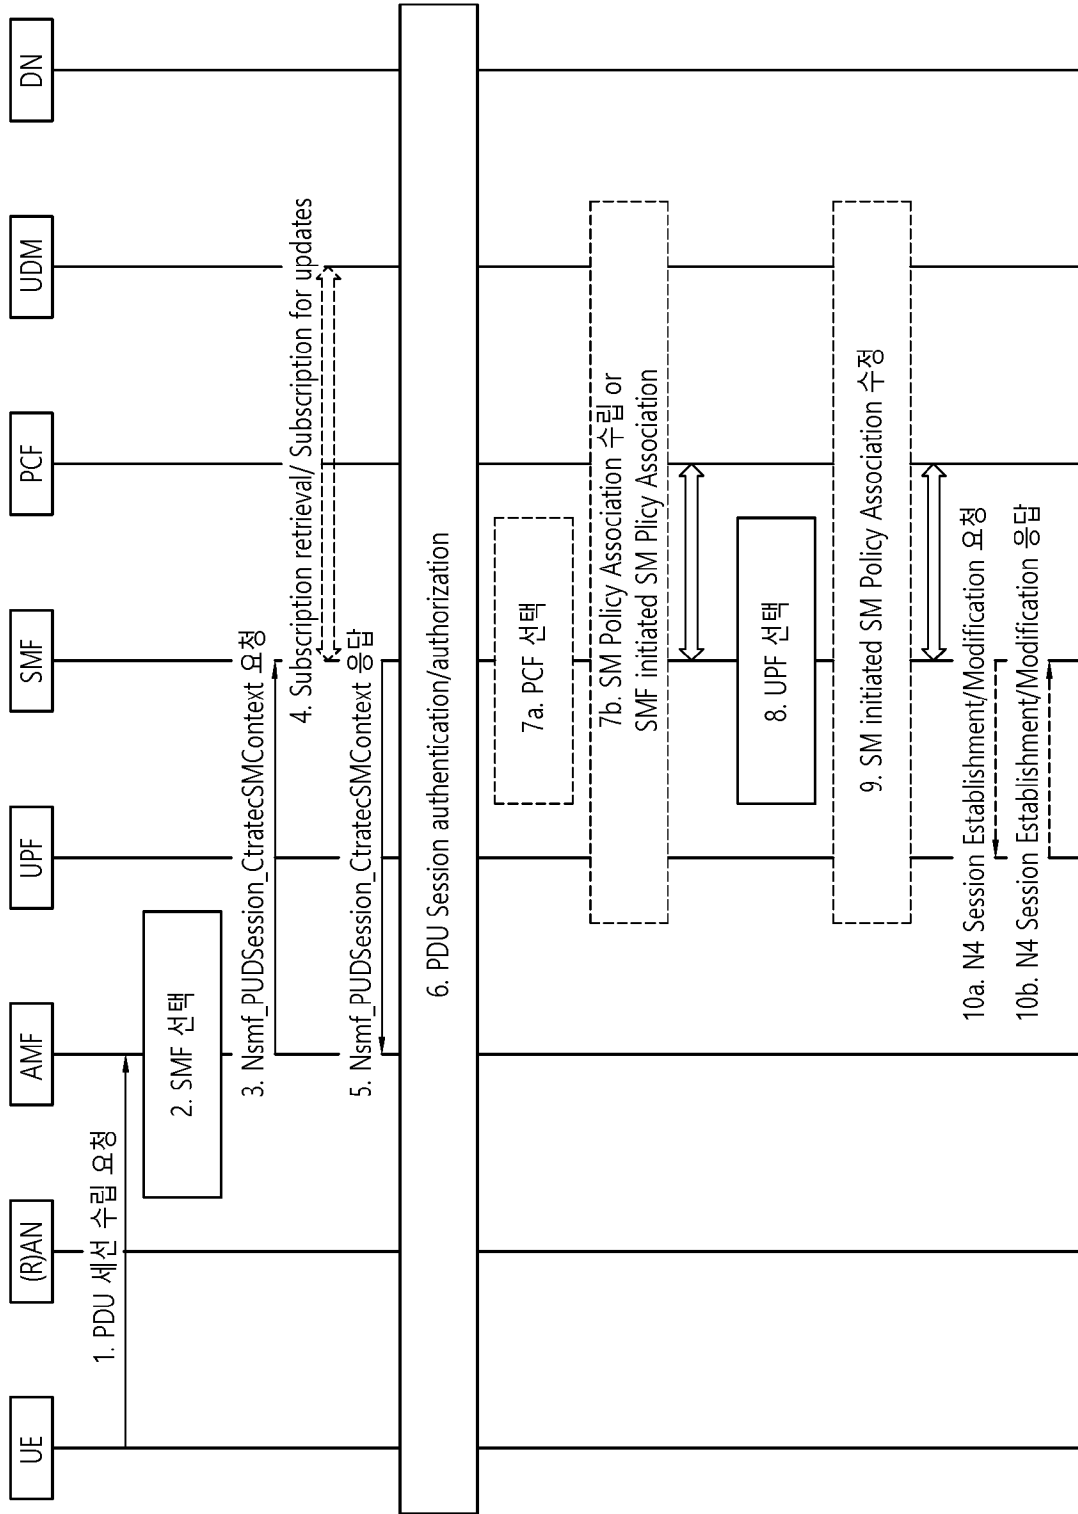 UE
(R)AN
AMF
UPF
SMF
PCF
UDM
DN
1. PDU 세션 수립 요청
2. SMF 선택
3. Nsmf_PUDSession_CtratecSMContext 요청
4. Subscription retrieval/ Subscription for updates
5. Nsmf_PUDSession_CtratecSMContext 응답
6. PDU Session authentication/authorization
7a. PCF 선택
7b. SM Policy Association 수립 or
SMF initiated SM Plicy Association
8. UPF 선택
9. SM initiated SM Policy Association 수정
10a. N4 Session Establishment/Modification 요청
10b. N4 Session Establishment/Modification 응답